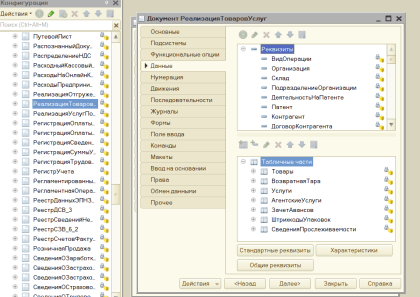 Конфигурация
Действия
Поиск (Ctrl+Alt+M)
ПутевойЛист
РаспознанныйДоку...
РаспределениеНДС
РасходныйКассовый...
РасходыНаОнлайнК...
РасходыПредприни...
РеализацияОтгруже...
РеализацияТоваров...
РеализацияУслугПо...
РегистрацияОплаты...
РегистрацияОплаты...
РегистрацияСведен...
РегистрацияСуммУ...
РегистрацияТрудов...
РегистрУчета
Регламентированны...
РегламентнаяОпера...
РеестрДанныхЭПНЗ...
РеестрДСВ_3
РеестрСведенийНе...
РеестрСЗВ_6_2
РеестрСчетовФакту...
РозничнаяПродажа
СведенияОЗаработк...
СведенияОЗастрахо...
СведенияОЗастрахо...
СведенияОСтрахово...
Документ РеализацияТоваровУслуг
Основные
Подсистемы
Функциональные опции
Данные
Нумерация
Движения
Последовательности
Журналы
Формы
Поле ввода
Команды
Макеты
Ввод на основании
Права
Обмен данными
Прочее
Реквизиты
ВидОперации
Организация
Склад
ПодразделениеОрганизации
ДеятельностьНаПатенте
Патент
Контрагент
ДоговорКонтрагента
Табличные части
Товары
ВозвратнаяТара
Услуги
АгентскиеУслуги
ЗачетАвансов
ШтрихкодыУпаковок
СведенияПрослеживаемости
Стандартные реквизиты
Характеристики
Общие реквизиты
Действия
<Назад
Далее>
Закрыть
Справка